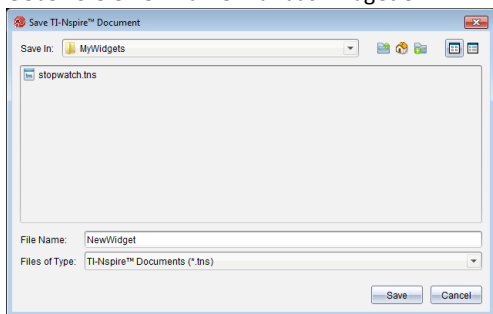 Save TI-Nspire™ Document
Save In: MyWidgets
stopwatch.tns
File Name: NewWidget
Files of Type: TI-Nspire™ Documents (*.tns)
Save Cancel